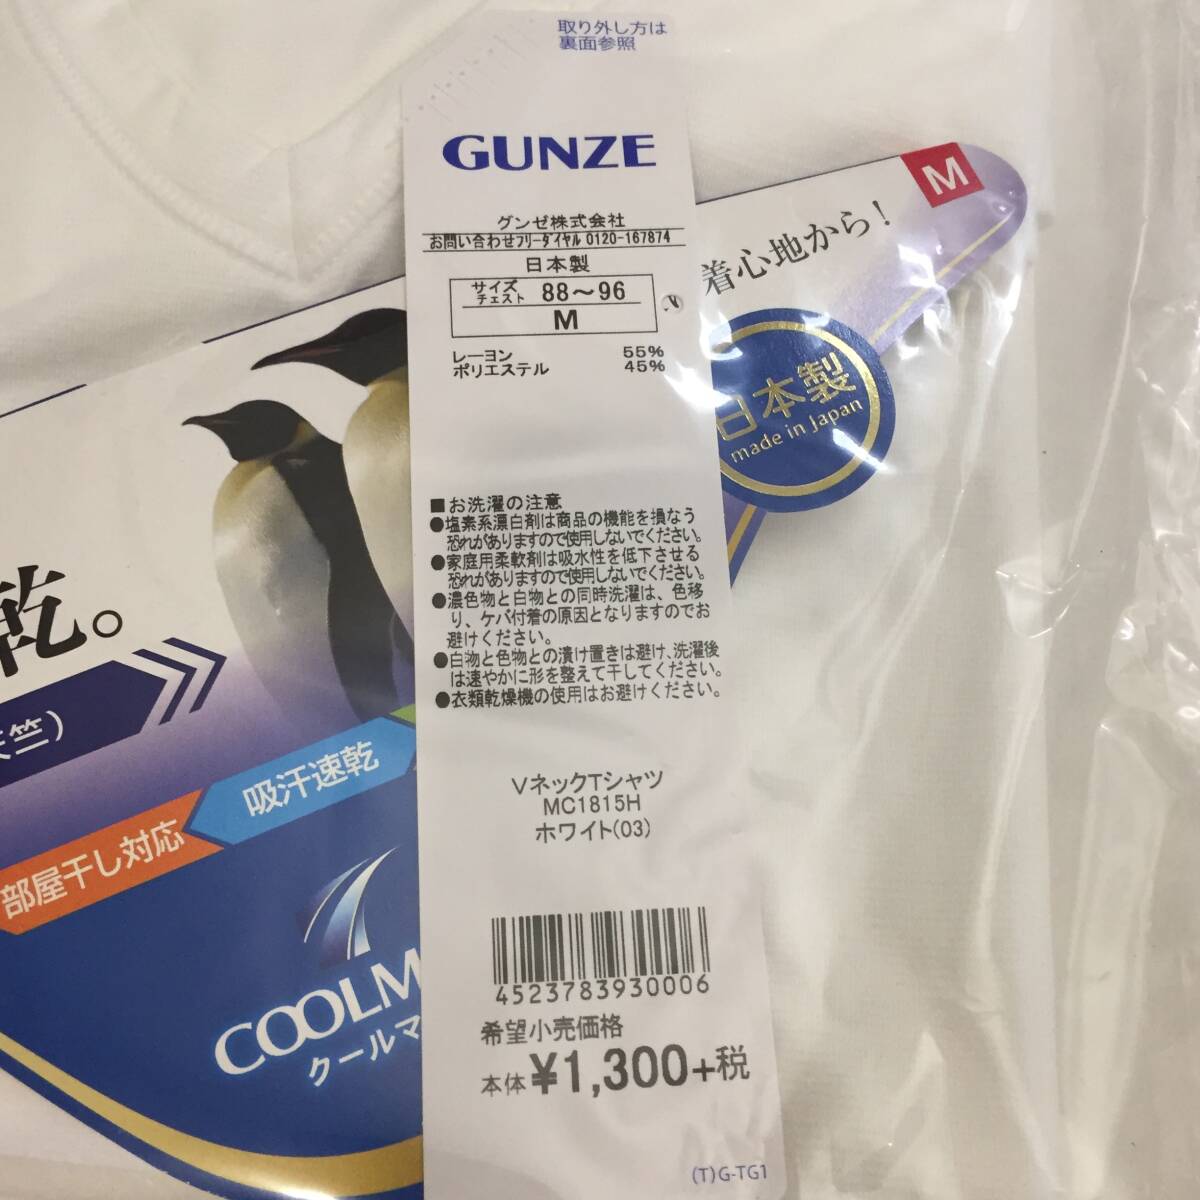 取り外し方は
裏面参照
GUNZE
グンゼ株式会社
お問い合わせフリーダイヤル 0120-167874
日本製
サイズ
チェスト 88～96
M
レーヨン 55%
ポリエステル 45%
■お洗濯の注意
●塩素系漂白剤は商品の機能を損なう
恐れがありますので使用しないでください。
●家庭用柔軟剤は吸水性を低下させる
恐れがありますので使用しないでください。
●濃色物と白物との同時洗濯は、色移
り、ケバ付着の原因となりますのでお
避けください。
●白物と色物との漬け置きは避け、洗濯後
は速やかに形を整えて干してください。
●衣類乾燥機の使用はお避けください。
VネックTシャツ
MC1815H
ホワイト(03)
4523783930006
希望小売価格
本体 ¥1,300+税
(T)G-TG1
M
着心地から!
日本製
made in Japan
乾。
竺)
吸汗速乾
部屋干し対応
COOLM
クールマ